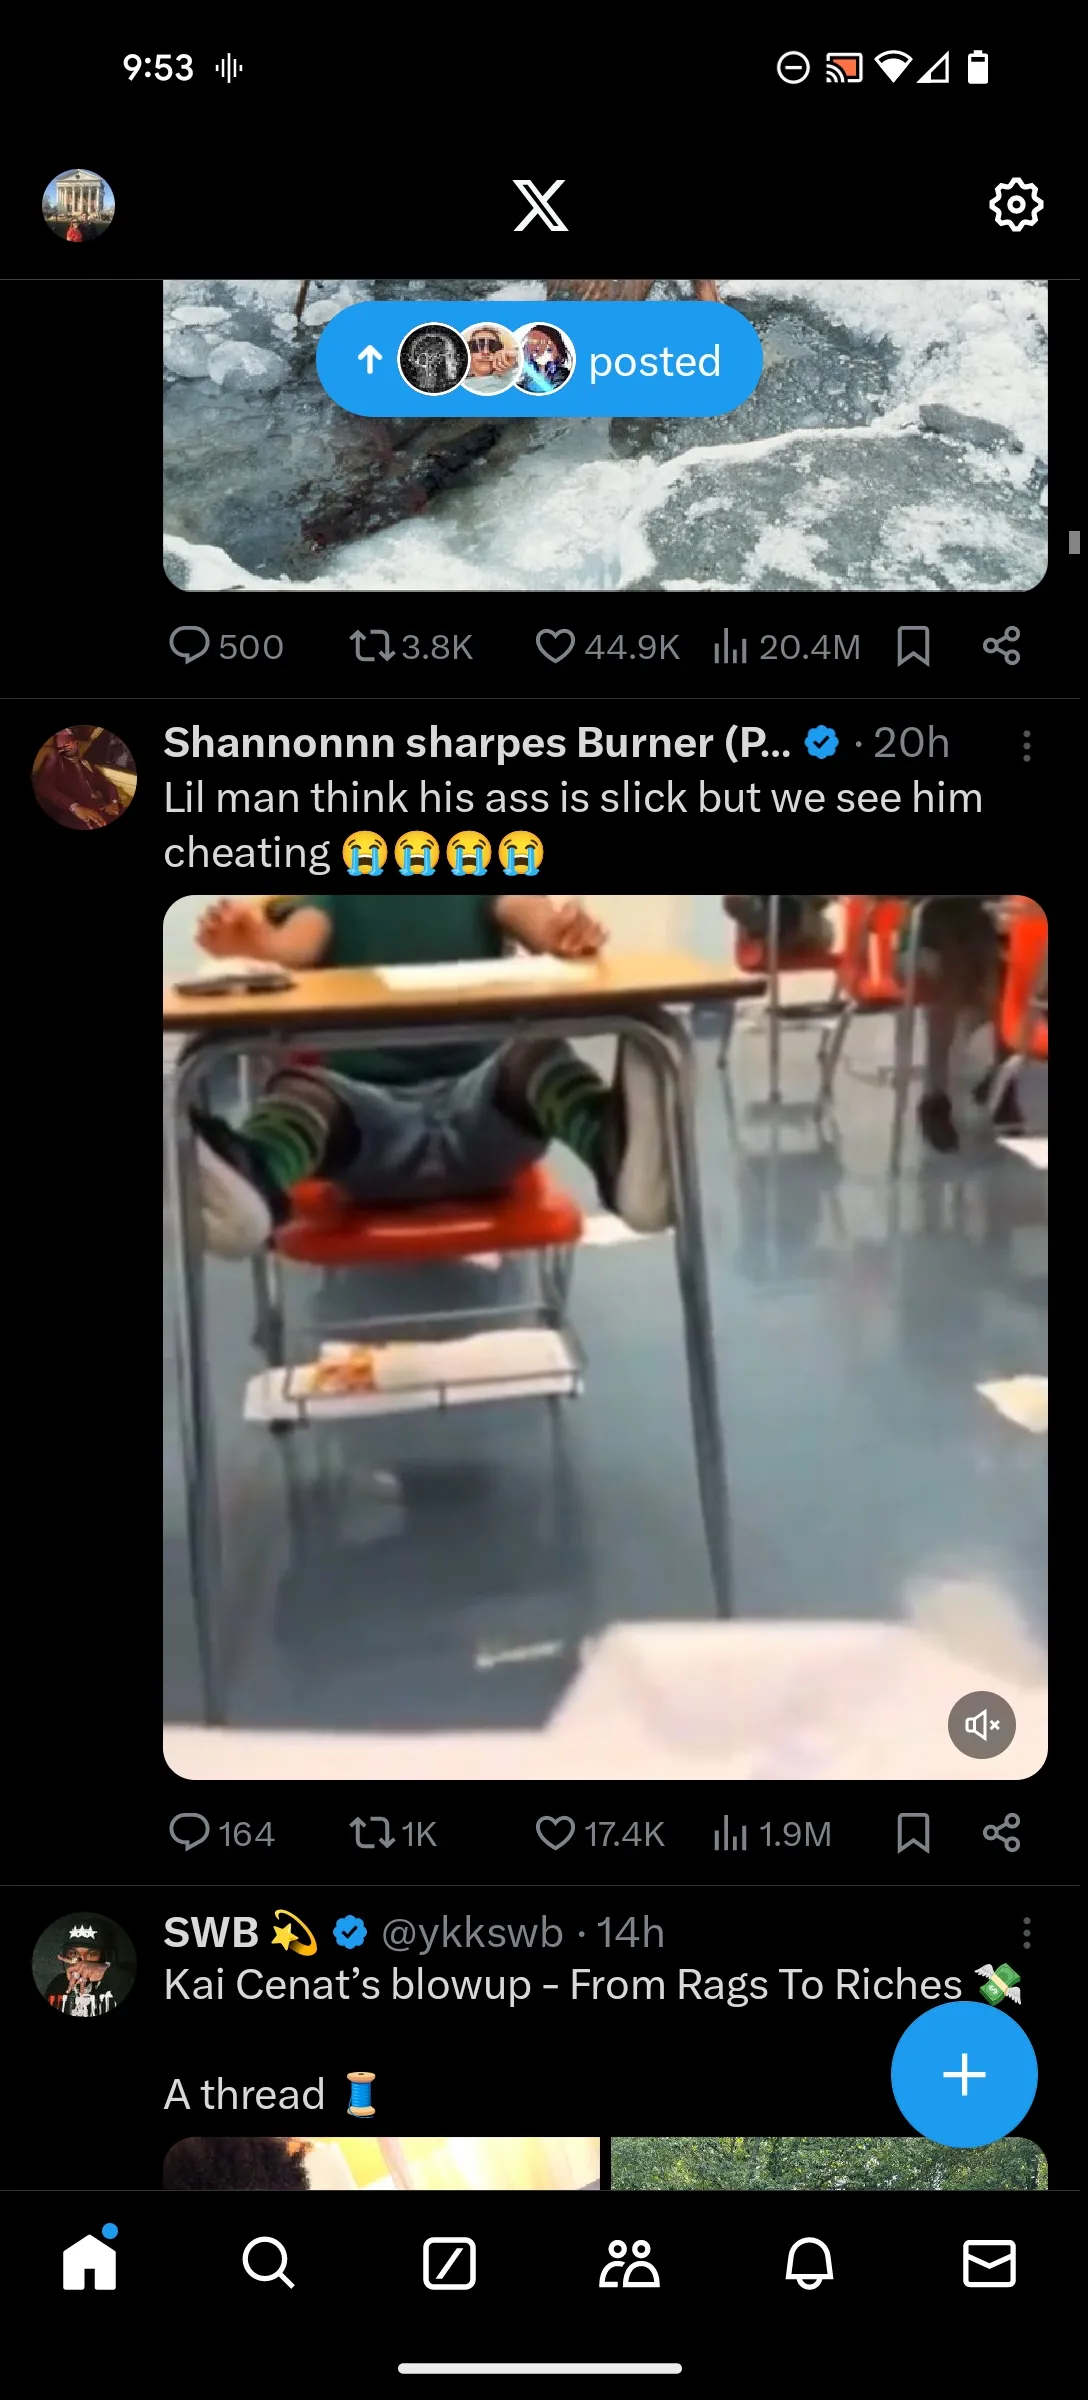 9:53
posted
500 3.8K 44.9K 20.4M
Shannonnn sharpes Burner (P... · 20h
Lil man think his ass is slick but we see him
cheating 😭😭😭😭
164 1K 17.4K 1.9M
SWB 💫 @ykkswb · 14h
Kai Cenat’s blowup - From Rags To Riches 💸
A thread 🧵